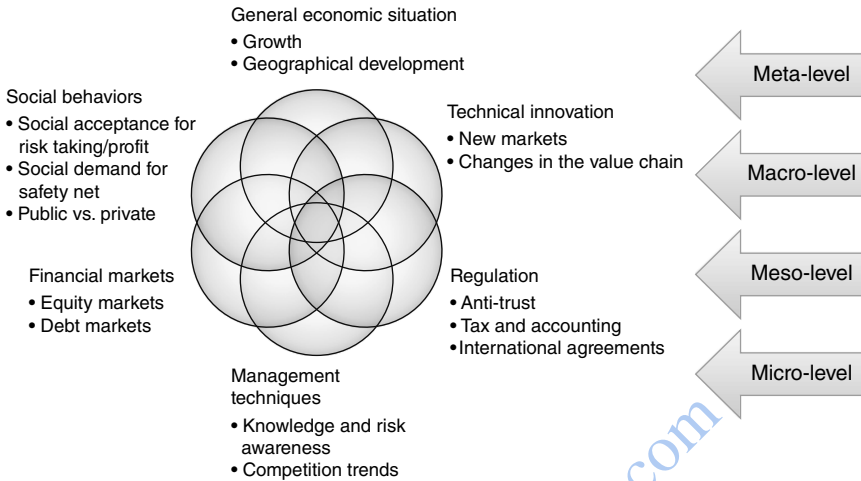 General economic situation
• Growth
• Geographical development
Social behaviors
• Social acceptance for
risk taking/profit
• Social demand for
safety net
• Public vs. private
Technical innovation
• New markets
• Changes in the value chain
Financial markets
• Equity markets
• Debt markets
Regulation
• Anti-trust
• Tax and accounting
• International agreements
Management
techniques
• Knowledge and risk
awareness
• Competition trends
Meta-level
Macro-level
Meso-level
Micro-level
.com